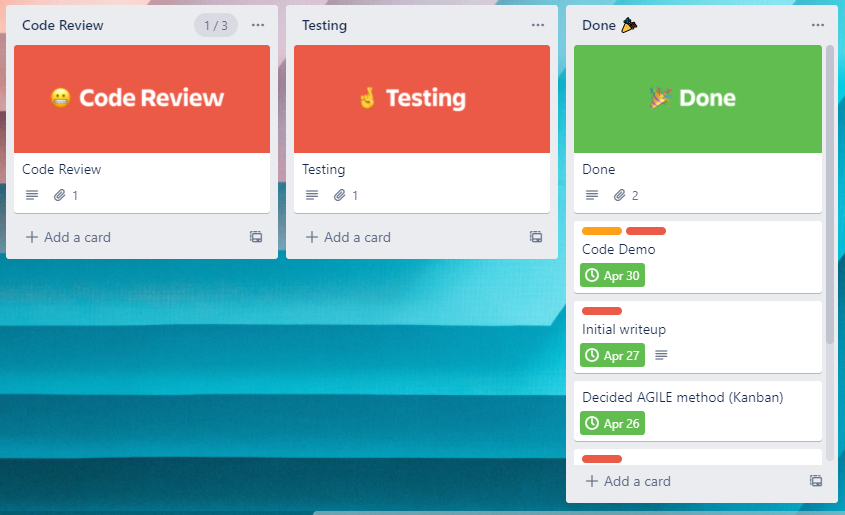 Code Review
1 / 3
😬 Code Review
Code Review
1
Add a card
Testing
🤞 Testing
Testing
1
Add a card
Done 🎉
🎉 Done
Done
2
Code Demo
Apr 30
Initial writeup
Apr 27
Decided AGILE method (Kanban)
Apr 26
Add a card